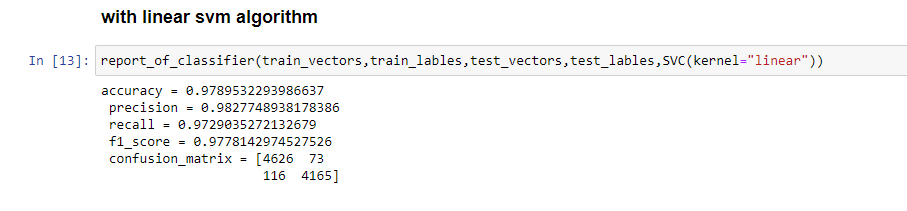 with linear svm algorithm
In [13]: report_of_classifier(train_vectors,train_lables,test_vectors,test_lables,SVC(kernel="linear"))
accuracy = 0.9789532293986637
precision = 0.9827748938178386
recall = 0.9729035272132679
f1_score = 0.9778142974527526
confusion_matrix = [4626 73
116 4165]